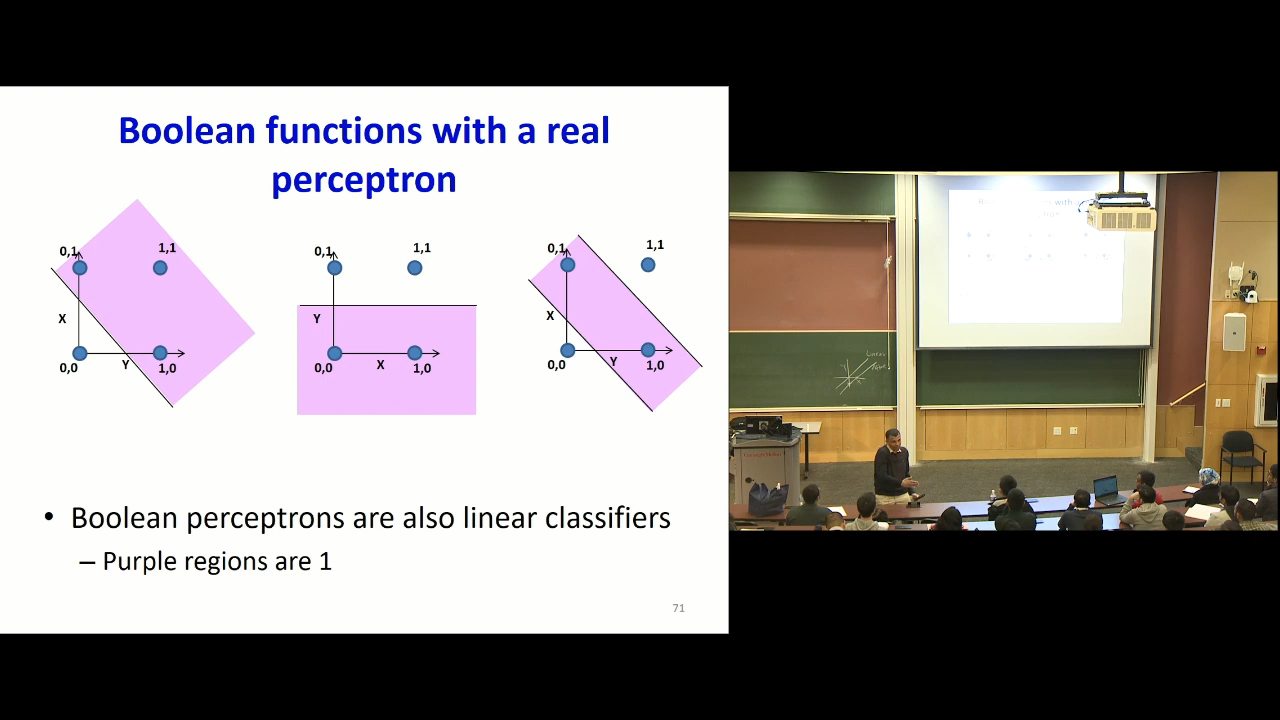 Boolean functions with a real
perceptron
0,1
1,1
X
0,0
Y
1,0
0,1
1,1
Y
0,0
X
1,0
0,1
1,1
X
0,0
Y
1,0
• Boolean perceptrons are also linear classifiers
– Purple regions are 1
71